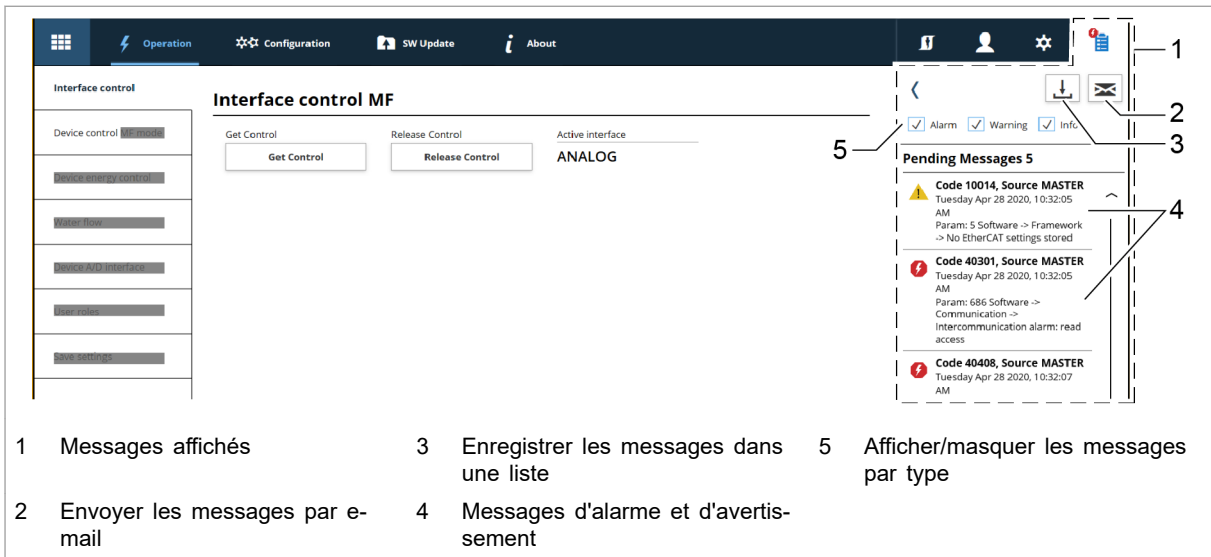 Operation
Configuration
SW Update
i About
1
Interface control
Device control MF mode
Device energy control
Water flow
Device A/D interface
User roles
Save settings
Interface control MF
Get Control
Release Control
Active interface
Get Control
Release Control
ANALOG
2
3
5
Alarm
Warning
Info
Pending Messages 5
4
Code 10014, Source MASTER
Tuesday Apr 28 2020, 10:32:05
AM
Param: 5 Software -> Framework
-> No EtherCAT settings stored
Code 40301, Source MASTER
Tuesday Apr 28 2020, 10:32:05
AM
Param: 686 Software ->
Communication ->
Intercommunication alarm: read
access
Code 40408, Source MASTER
Tuesday Apr 28 2020, 10:32:07
AM
1 Messages affichés
2 Envoyer les messages par e-
mail
3 Enregistrer les messages dans
une liste
4 Messages d'alarme et d'avertis-
sement
5 Afficher/masquer les messages
par type